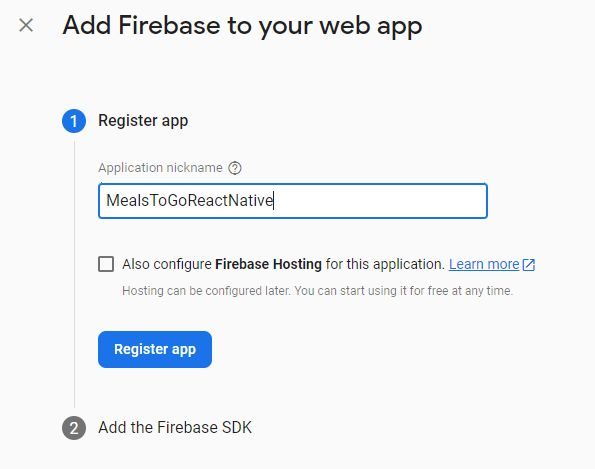 Add Firebase to your web app
1 Register app
Application nickname ?
MealsToGoReactNative
Also configure Firebase Hosting for this application. Learn more
Hosting can be configured later. You can start using it for free at any time.
Register app
2 Add the Firebase SDK